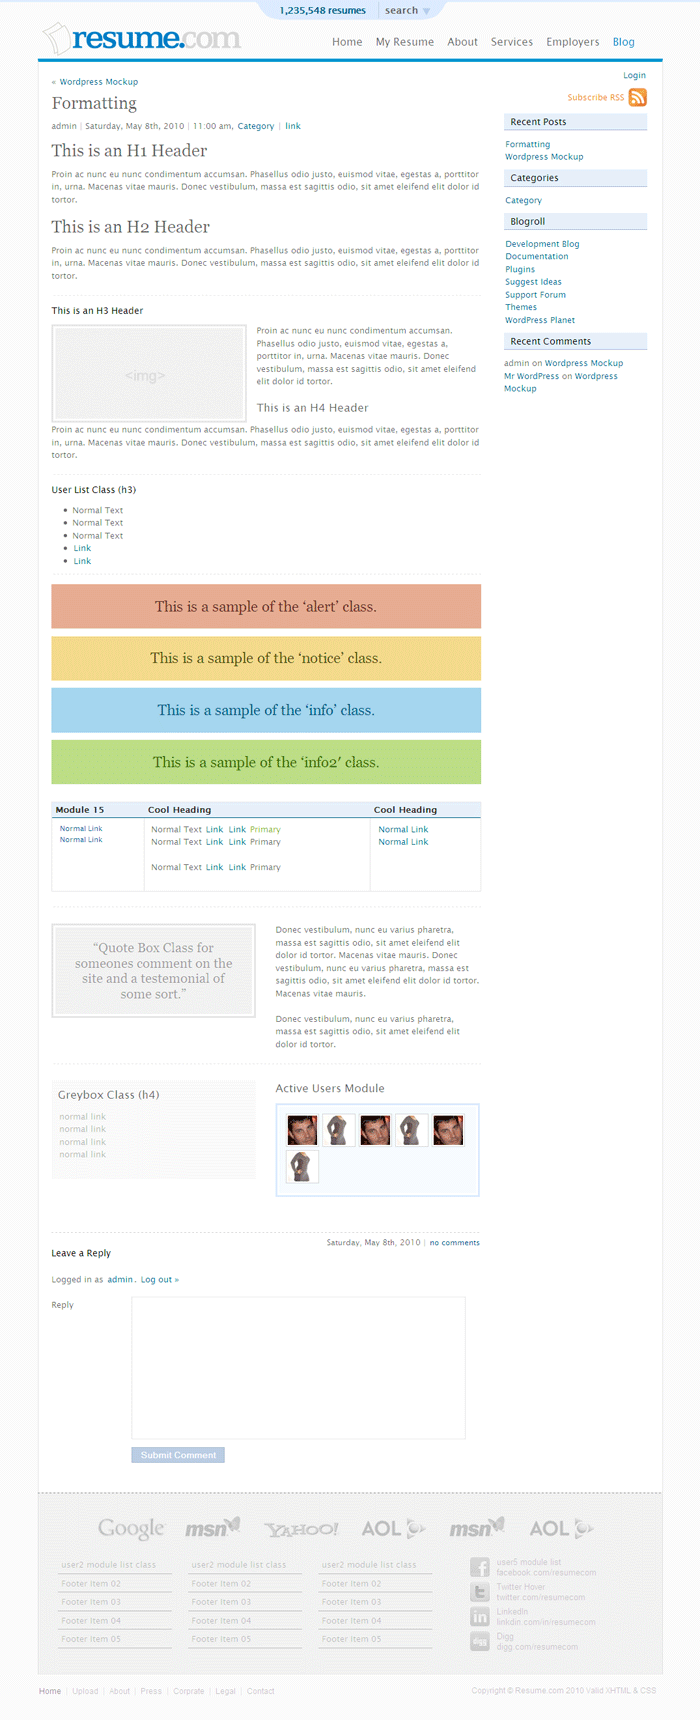 1,235,548 resumes search
resume.com
Home My Resume About Services Employers Blog
Login
« Wordpress Mockup
Subscribe RSS
Formatting
admin | Saturday, May 8th, 2010 | 11:00 am, Category | link
This is an H1 Header
Proin ac nunc eu nunc condimentum accumsan. Phasellus odio justo, euismod vitae, egestas a, porttitor
in, urna. Macenas vitae mauris. Donec vestibulum, massa est sagittis odio, sit amet eleifend elit dolor id
tortor.
This is an H2 Header
Proin ac nunc eu nunc condimentum accumsan. Phasellus odio justo, euismod vitae, egestas a, porttitor
in, urna. Macenas vitae mauris. Donec vestibulum, massa est sagittis odio, sit amet eleifend elit dolor id
tortor.
This is an H3 Header
<img>
Proin ac nunc eu nunc condimentum accumsan.
Phasellus odio justo, euismod vitae, egestas a,
porttitor in, urna. Macenas vitae mauris. Donec
vestibulum, massa est sagittis odio, sit amet eleifend
elit dolor id tortor.
This is an H4 Header
Proin ac nunc eu nunc condimentum accumsan. Phasellus odio justo, euismod vitae, egestas a, porttitor
in, urna. Macenas vitae mauris. Donec vestibulum, massa est sagittis odio, sit amet eleifend elit dolor id
tortor.
User List Class (h3)
• Normal Text
• Normal Text
• Normal Text
• Link
• Link
This is a sample of the ‘alert’ class.
This is a sample of the ‘notice’ class.
This is a sample of the ‘info’ class.
This is a sample of the ‘info2′ class.
Module 15 Cool Heading Cool Heading
Normal Link
Normal Link
Normal Text Link Link Primary
Normal Text Link Link Primary
Normal Text Link Link Primary
Normal Link
Normal Link
“Quote Box Class for
someones comment on the
site and a testemonial of
some sort.”
Donec vestibulum, nunc eu varius pharetra,
massa est sagittis odio, sit amet eleifend elit
dolor id tortor. Macenas vitae mauris. Donec
vestibulum, nunc eu varius pharetra, massa est
sagittis odio, sit amet eleifend elit dolor id tortor.
Macenas vitae mauris.
Donec vestibulum, nunc eu varius pharetra,
massa est sagittis odio, sit amet eleifend elit
dolor id tortor.
Greybox Class (h4)
normal link
normal link
normal link
normal link
Active Users Module
Saturday, May 8th, 2010 | no comments
Leave a Reply
Logged in as admin. Log out »
Reply
Submit Comment
Recent Posts
Formatting
Wordpress Mockup
Categories
Category
Blogroll
Development Blog
Documentation
Plugins
Suggest Ideas
Support Forum
Themes
WordPress Planet
Recent Comments
admin on Wordpress Mockup
Mr WordPress on Wordpress
Mockup
Google msn YAHOO! AOL msn AOL
user2 module list class
Footer Item 02
Footer Item 03
Footer Item 04
Footer Item 05
user2 module list class
Footer Item 02
Footer Item 03
Footer Item 04
Footer Item 05
user2 module list class
Footer Item 02
Footer Item 03
Footer Item 04
Footer Item 05
user5 module list
facebook.com/resumecom
Twitter Hover
twitter.com/resumecom
LinkedIn
linkdin.com/in/resumecom
Digg
digg.com/resumecom
Home | Upload | About | Press | Corprate | Legal | Contact
Copyright © Resume.com 2010 Valid XHTML & CSS